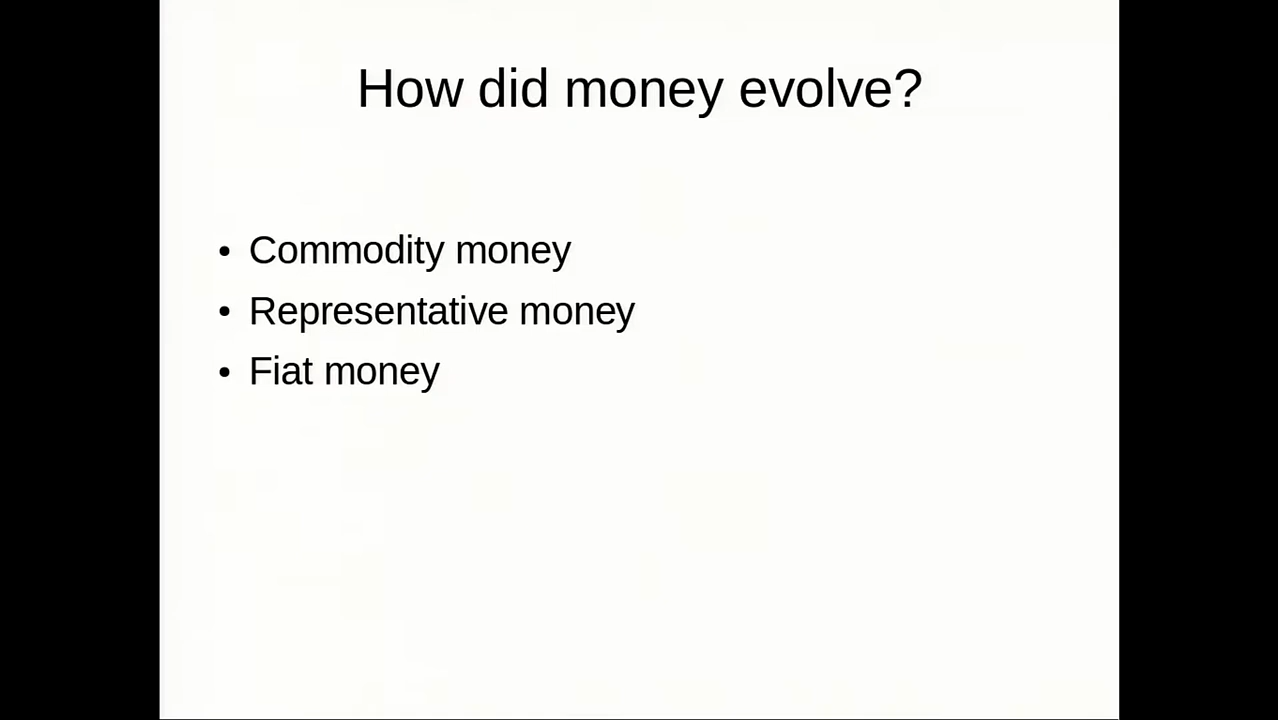 How did money evolve?
• Commodity money
• Representative money
• Fiat money